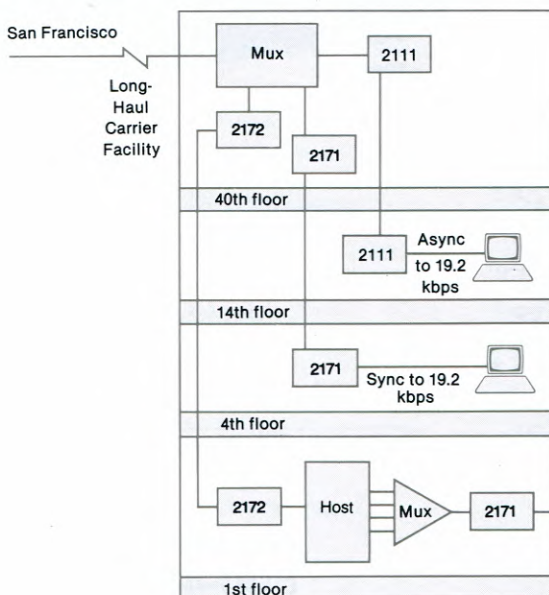 San Francisco
Long-
Haul
Carrier
Facility
Mux
2111
2172
2171
40th floor
2111
Async
to 19.2
kbps
14th floor
2171
Sync to 19.2
kbps
4th floor
2172
Host
Mux
2171
1st floor